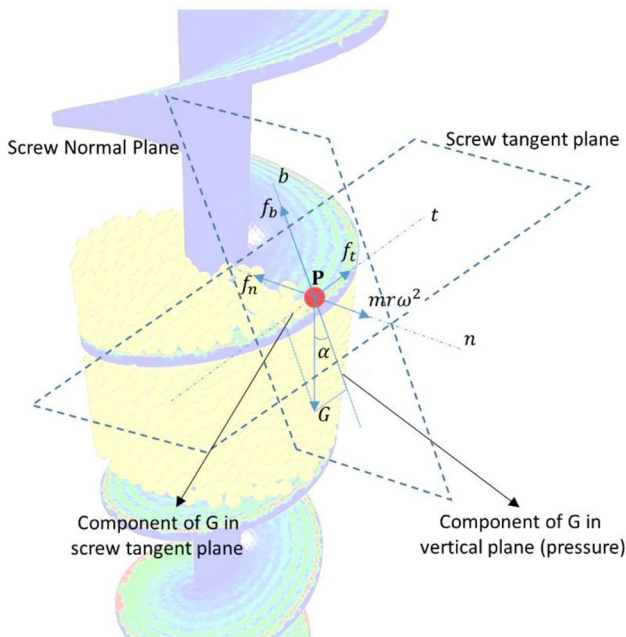 Screw Normal Plane
Screw tangent plane
b
f_b
t
f_t
P
f_n
mrω²
n
α
G
Component of G in
screw tangent plane
Component of G in
vertical plane (pressure)